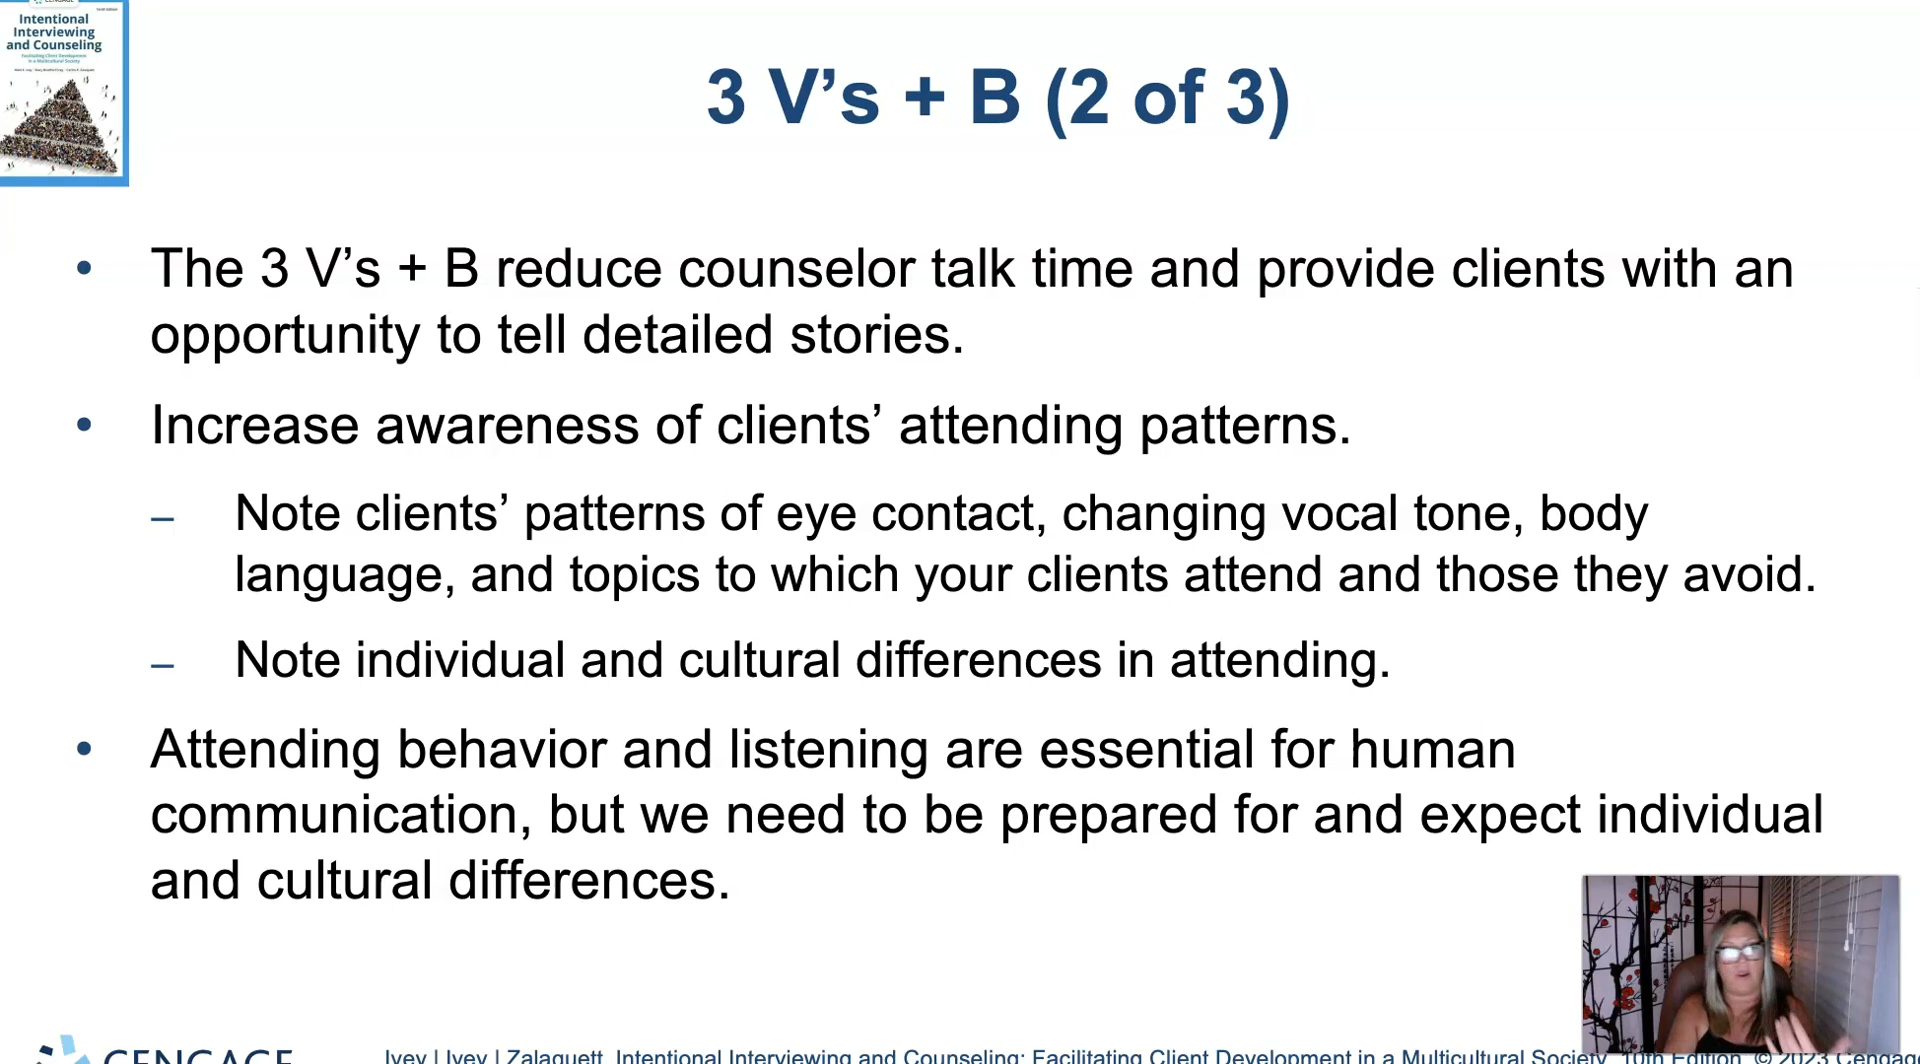 CENGAGE
Intentional
Interviewing
and Counseling
Facilitating Client Development
in a Multicultural Society
3 V’s + B (2 of 3)
• The 3 V’s + B reduce counselor talk time and provide clients with an
opportunity to tell detailed stories.
• Increase awareness of clients’ attending patterns.
– Note clients’ patterns of eye contact, changing vocal tone, body
language, and topics to which your clients attend and those they avoid.
– Note individual and cultural differences in attending.
• Attending behavior and listening are essential for human
communication, but we need to be prepared for and expect individual
and cultural differences.
CENGAGE
Ivey | Ivey | Zalaquett, Intentional Interviewing and Counseling: Facilitating Client Development in a Multicultural Society, 10th Edition. © 2023 Cengage